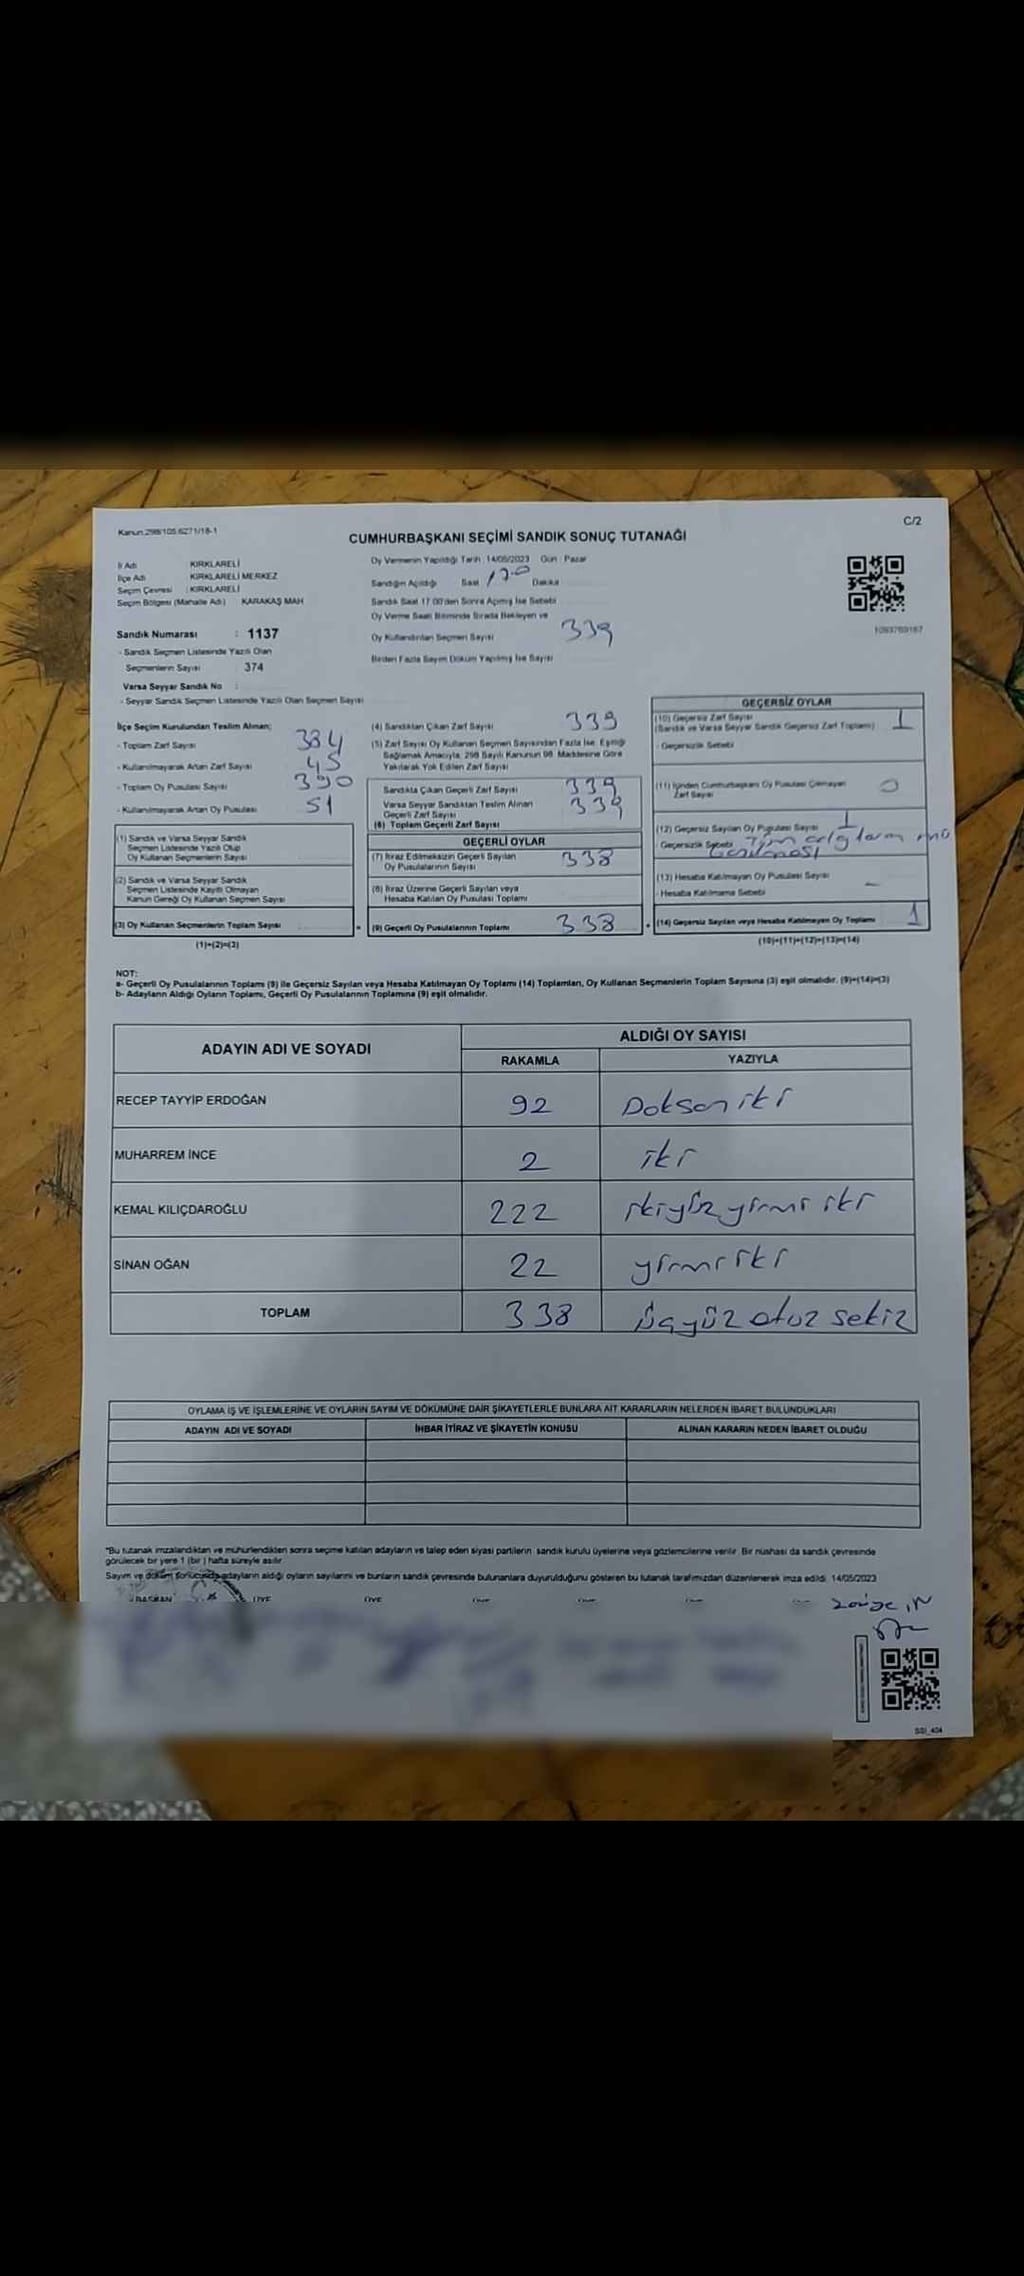 Kanun.298/105.6271/18-1
C/2
CUMHURBAŞKANI SEÇİMİ SANDIK SONUÇ TUTANAĞI
İl Adı KIRKLARELİ
İlçe Adı KIRKLARELİ MERKEZ
Seçim Çevresi : KIRKLARELİ
Seçim Bölgesi (Mahalle Adı) KARAKAŞ MAH
Oy Vermenin Yapıldığı Tarih :14/05/2023 Gün : Pazar
Sandığın Açıldığı Saat Dakika
Sandık Saat 17:00'den Sonra Açılmış İse Sebebi
Oy Verme Saati Bitiminde Sırada Bekleyen ve
Oy Kullandırılan Seçmen Sayısı 339
Birden Fazla Sayım Döküm Yapılmış İse Sayısı
Sandık Numarası : 1137
- Sandık Seçmen Listesinde Yazılı Olan
Seçmenlerin Sayısı 374
Varsa Seyyar Sandık No :
- Seyyar Sandık Seçmen Listesinde Yazılı Olan Seçmen Sayısı
İlçe Seçim Kurulundan Teslim Alınan;
- Toplam Zarf Sayısı 384
- Kullanılmayarak Artan Zarf Sayısı 45
- Toplam Oy Pusulası Sayısı 390
- Kullanılmayarak Artan Oy Pusulası 51
(1) Sandık ve Varsa Seyyar Sandık
Seçmen Listesinde Yazılı Olup
Oy Kullanan Seçmenlerin Sayısı
(2) Sandık ve Varsa Seyyar Sandık
Seçmen Listesinde Kayıtlı Olmayan
Kanun Gereği Oy Kullanan Seçmen Sayısı
(3) Oy Kullanan Seçmenlerin Toplam Sayısı
(1)+(2)=(3)
(4) Sandıktan Çıkan Zarf Sayısı 339
(5) Zarf Sayısı Oy Kullanan Seçmen Sayısından Fazla İse, Eşitliği
Sağlamak Amacıyla, 298 Sayılı Kanunun 98. Maddesine Göre
Yakılarak Yok Edilen Zarf Sayısı
Sandıkta Çıkan Geçerli Zarf Sayısı 339
Varsa Seyyar Sandıktan Teslim Alınan
Geçerli Zarf Sayısı 339
(6) Toplam Geçerli Zarf Sayısı
GEÇERLİ OYLAR
(7) İtiraz Edilmeksizin Geçerli Sayılan
Oy Pusulalarının Sayısı 338
(8) İtiraz Üzerine Geçerli Sayılan veya
Hesaba Katılan Oy Pusulası Toplamı
(9) Geçerli Oy Pusulalarının Toplamı 338
GEÇERSİZ OYLAR
(10) Geçersiz Zarf Sayısı 1
(Sandık ve Varsa Seyyar Sandık Geçersiz Zarf Toplamı)
- Geçersizlik Sebebi
(11) İçinden Cumhurbaşkanı Oy Pusulası Çıkmayan 0
Zarf Sayısı
(12) Geçersiz Sayılan Oy Pusulası Sayısı 1
- Geçersizlik Sebebi
(13) Hesaba Katılmayan Oy Pusulası Sayısı -
- Hesaba Katılmama Sebebi
(14) Geçersiz Sayılan veya Hesaba Katılmayan Oy Toplamı 1
(10)+(11)+(12)+(13)=(14)
NOT:
a- Geçerli Oy Pusulalarının Toplamı (9) ile Geçersiz Sayılan veya Hesaba Katılmayan Oy Toplamı (14) Toplamları, Oy Kullanan Seçmenlerin Toplam Sayısına (3) eşit olmalıdır. (9)+(14)=(3)
b- Adayların Aldığı Oyların Toplamı, Geçerli Oy Pusulalarının Toplamına (9) eşit olmalıdır.
ADAYIN ADI VE SOYADI ALDIĞI OY SAYISI
RAKAMLA YAZIYLA
RECEP TAYYİP ERDOĞAN 92 Doksan iki
MUHARREM İNCE 2 iki
KEMAL KILIÇDAROĞLU 222 ikiyüz yirmi iki
SİNAN OĞAN 22 yirmi iki
TOPLAM 338 üçyüz otuz sekiz
OYLAMA İŞ VE İŞLEMLERİNE VE OYLARIN SAYIM VE DÖKÜMÜNE DAİR ŞİKAYETLERLE BUNLARA AİT KARARLARIN NELERDEN İBARET BULUNDUKLARI
ADAYIN ADI VE SOYADI İHBAR İTİRAZ VE ŞİKAYETİN KONUSU ALINAN KARARIN NEDEN İBARET OLDUĞU
*Bu tutanak imzalandıktan ve mühürlendikten sonra seçime katılan adayların ve talep eden siyasi partilerin sandık kurulu üyelerine veya gözlemcilerine verilir. Bir nüshası da sandık çevresinde
görülecek bir yere 1 (bir) hafta süreyle asılır.
Sayım ve döküm sonucunda adayların aldığı oyların sayılarını ve bunların sandık çevresinde bulunanlara duyurulduğunu gösteren bu tutanak tarafımızdan düzenlenerek imza edildi. 14/05/2023
BAŞKAN ÜYE ÜYE
SSI_404